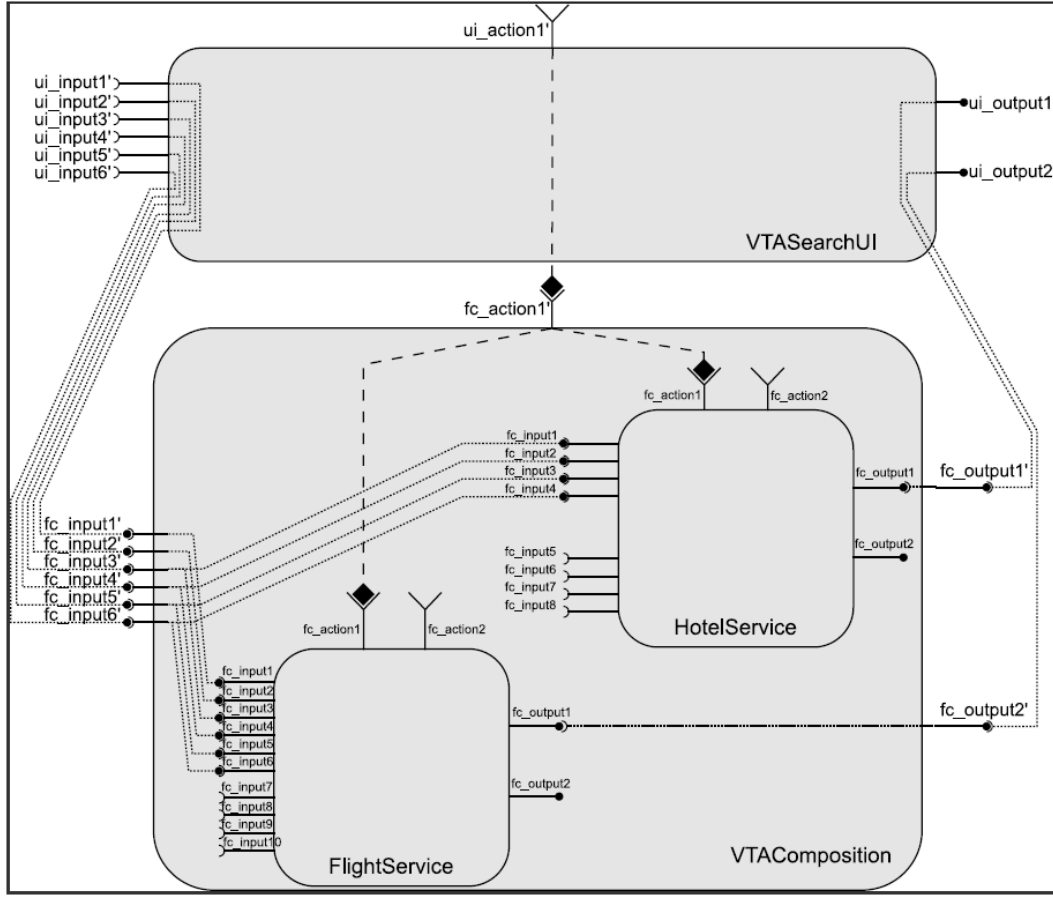 ui_action1'
ui_input1'
ui_input2'
ui_input3'
ui_input4'
ui_input5'
ui_input6'
ui_output1
ui_output2
VTASearchUI
fc_action1'
fc_action1
fc_action2
fc_input1
fc_input2
fc_input3
fc_input4
fc_output1
fc_output1'
fc_input5
fc_input6
fc_input7
fc_input8
fc_output2
HotelService
fc_input1'
fc_input2'
fc_input3'
fc_input4'
fc_input5'
fc_input6'
fc_action1
fc_action2
fc_input1
fc_input2
fc_input3
fc_input4
fc_input5
fc_input6
fc_input7
fc_input8
fc_input9
fc_input10
fc_output1
fc_output2'
fc_output2
FlightService
VTAComposition